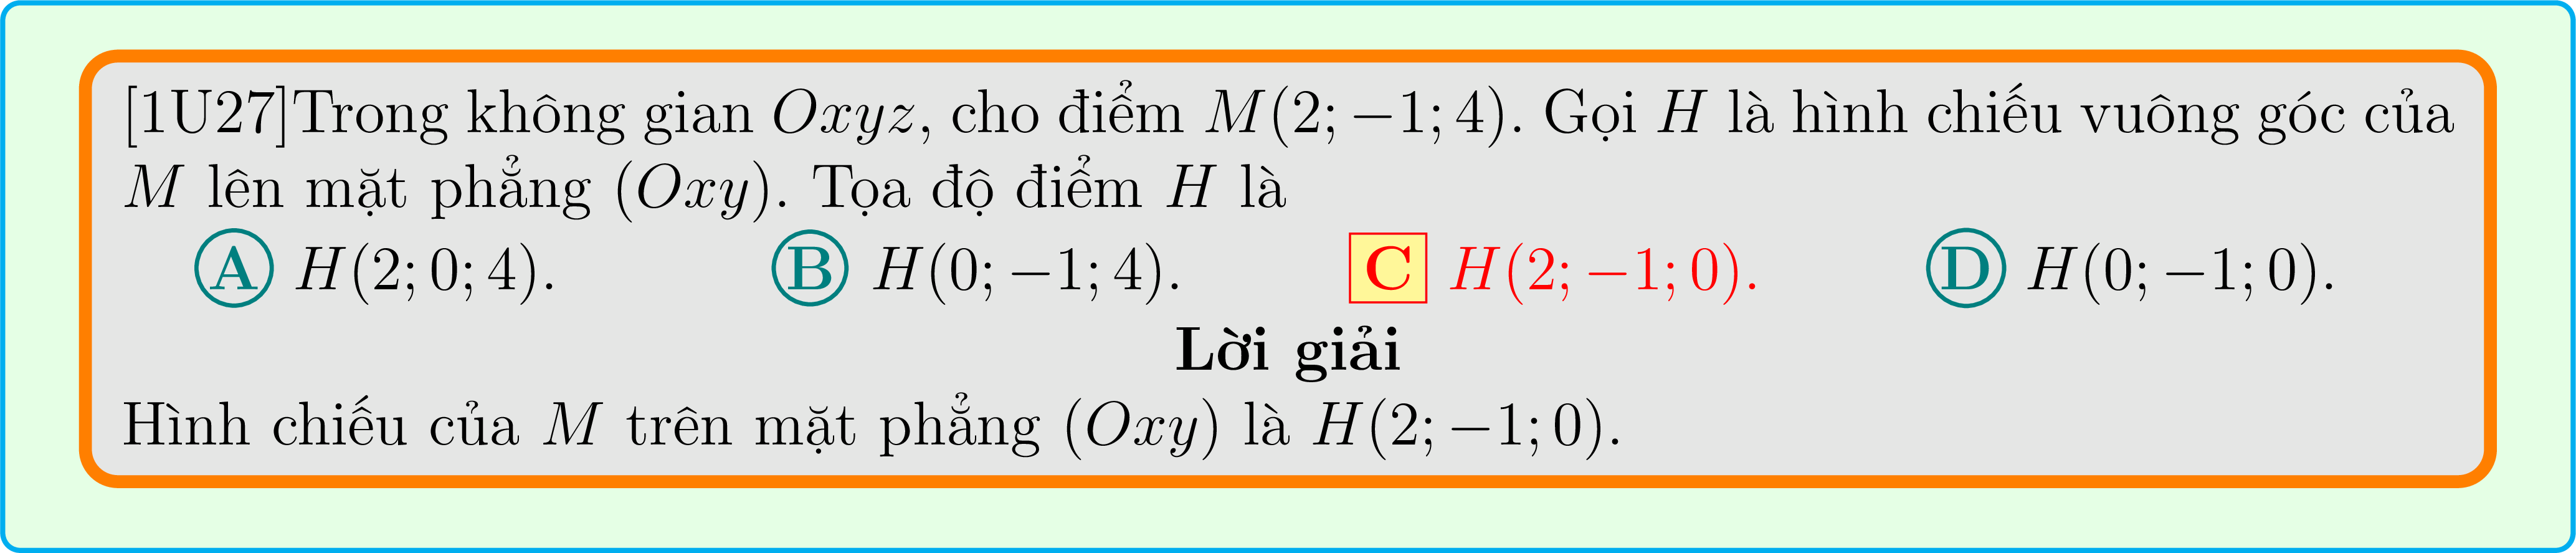 [1U27]Trong không gian Oxyz, cho điểm M(2; −1; 4). Gọi H là hình chiếu vuông góc của
M lên mặt phẳng (Oxy). Tọa độ điểm H là
A H(2; 0; 4). B H(0; −1; 4). C H(2; −1; 0). D H(0; −1; 0).
Lời giải
Hình chiếu của M trên mặt phẳng (Oxy) là H(2; −1; 0).